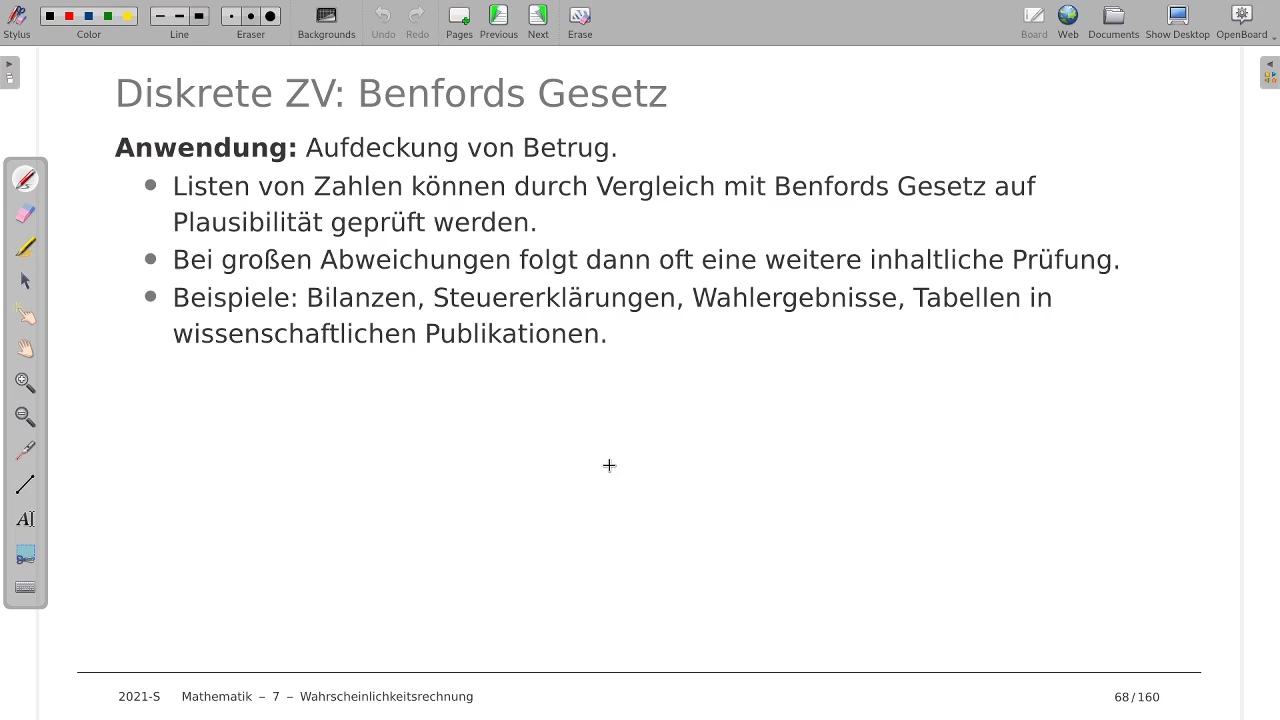 Stylus Color Line Eraser Backgrounds Undo Redo Pages Previous Next Erase Board Web Documents Show Desktop OpenBoard
Diskrete ZV: Benfords Gesetz
Anwendung: Aufdeckung von Betrug.
Listen von Zahlen können durch Vergleich mit Benfords Gesetz auf
Plausibilität geprüft werden.
Bei großen Abweichungen folgt dann oft eine weitere inhaltliche Prüfung.
Beispiele: Bilanzen, Steuererklärungen, Wahlergebnisse, Tabellen in
wissenschaftlichen Publikationen.
AI
2021-S Mathematik – 7 – Wahrscheinlichkeitsrechnung 68/160